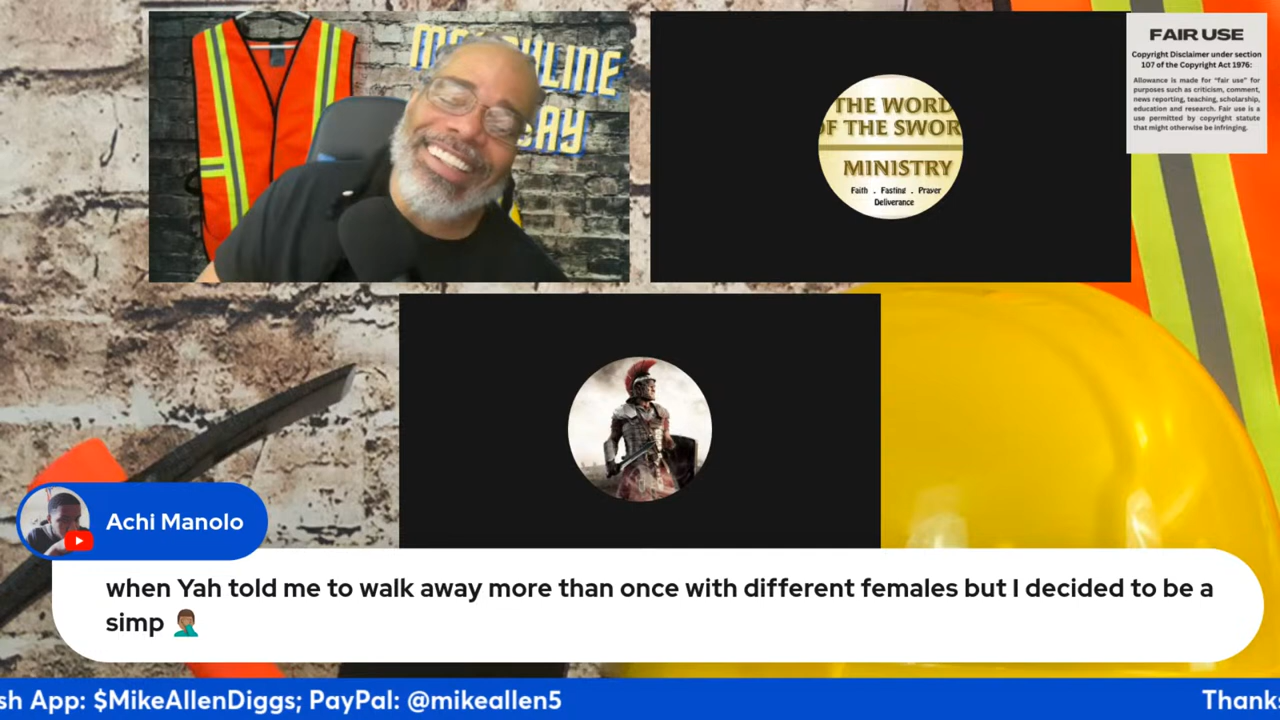 FAIR USE
Copyright Disclaimer under section
107 of the Copyright Act 1976:
Allowance is made for "fair use" for
purposes such as criticism, comment,
news reporting, teaching, scholarship,
education and research. Fair use is a
use permitted by copyright statute
that might otherwise be infringing.
THE WORD
OF THE SWOR
MINISTRY
Faith . Fasting . Prayer
Deliverance
Achi Manolo
when Yah told me to walk away more than once with different females but I decided to be a
simp 🤦🏽‍♂️
sh App: $MikeAllenDiggs; PayPal: @mikeallen5
Thanks